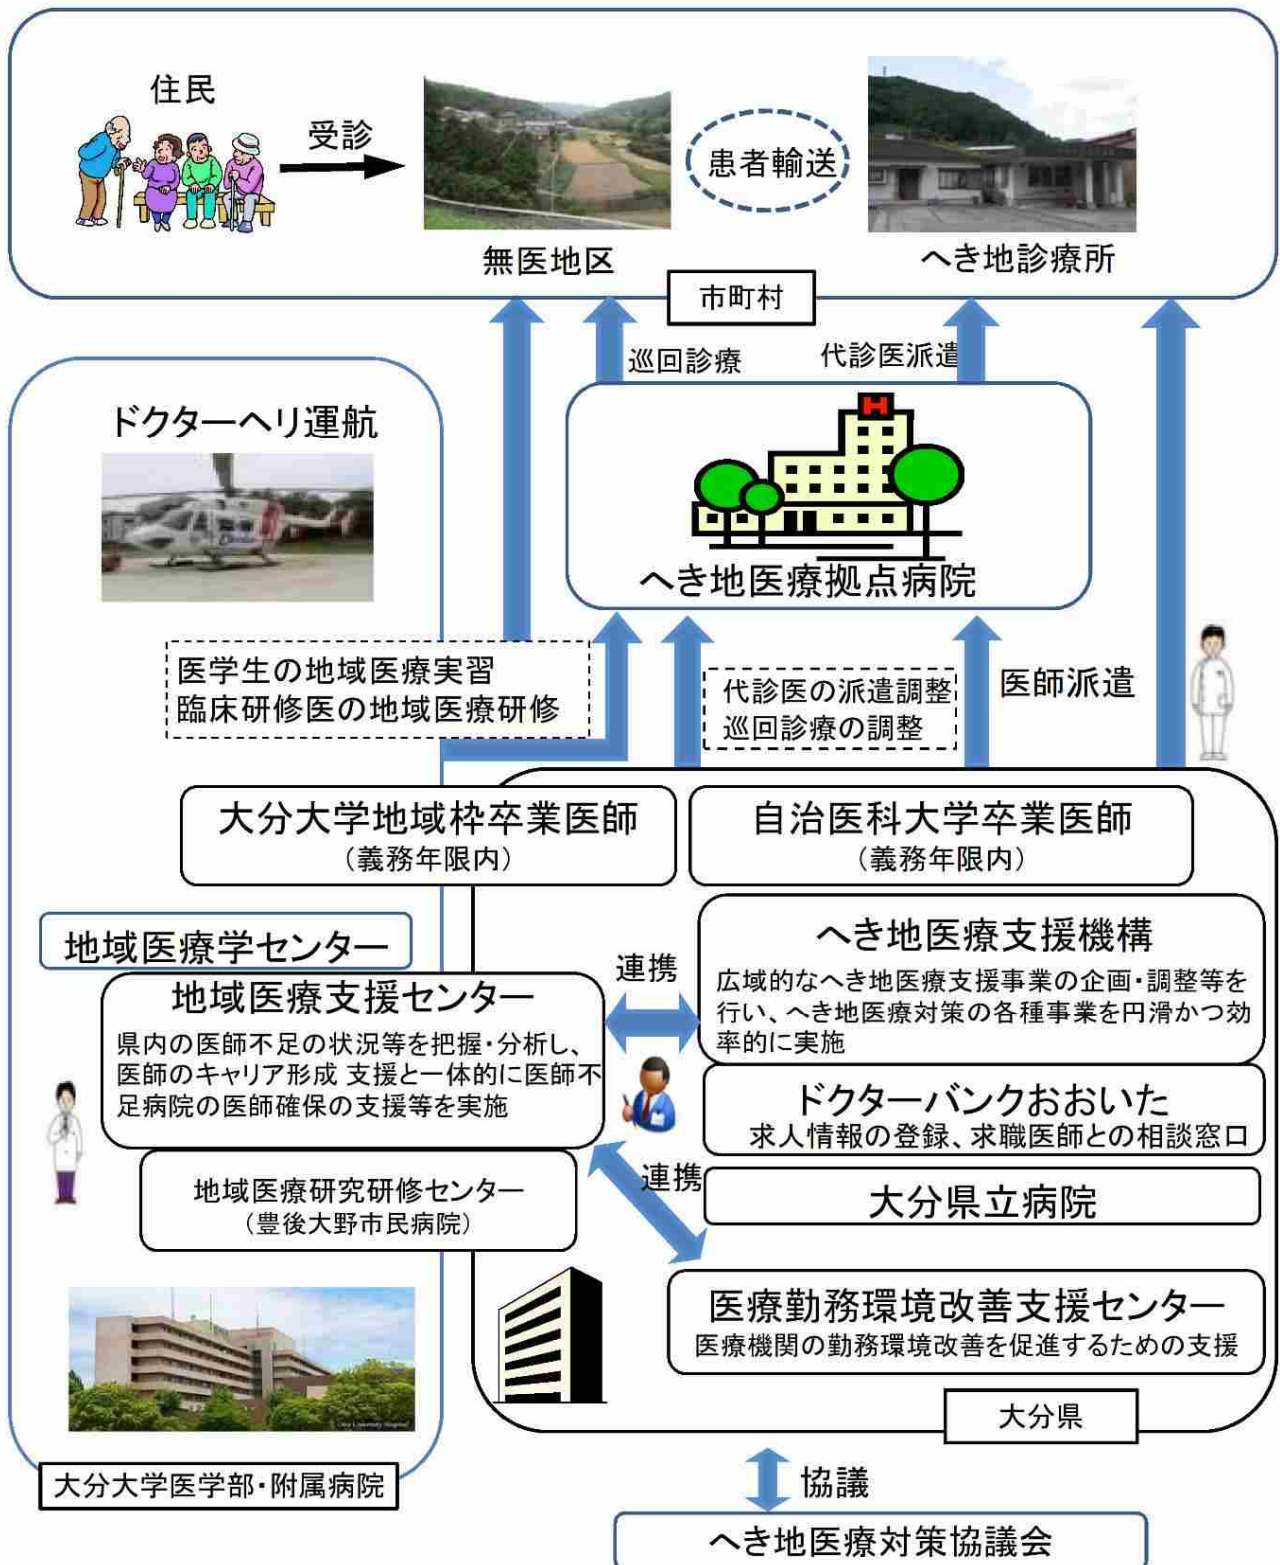 住民
受診
患者輸送
無医地区
へき地診療所
市町村
巡回診療
代診医派遣
ドクターヘリ運航
へき地医療拠点病院
医学生の地域医療実習
臨床研修医の地域医療研修
代診医の派遣調整
巡回診療の調整
医師派遣
大分大学地域枠卒業医師
（義務年限内）
自治医科大学卒業医師
（義務年限内）
地域医療学センター
地域医療支援センター
県内の医師不足の状況等を把握・分析し、
医師のキャリア形成 支援と一体的に医師不
足病院の医師確保の支援等を実施
連携
へき地医療支援機構
広域的なへき地医療支援事業の企画・調整等を
行い、へき地医療対策の各種事業を円滑かつ効
率的に実施
ドクターバンクおおいた
求人情報の登録、求職医師との相談窓口
地域医療研究研修センター
（豊後大野市民病院）
連携
大分県立病院
医療勤務環境改善支援センター
医療機関の勤務環境改善を促進するための支援
大分県
大分大学医学部・附属病院
協議
へき地医療対策協議会